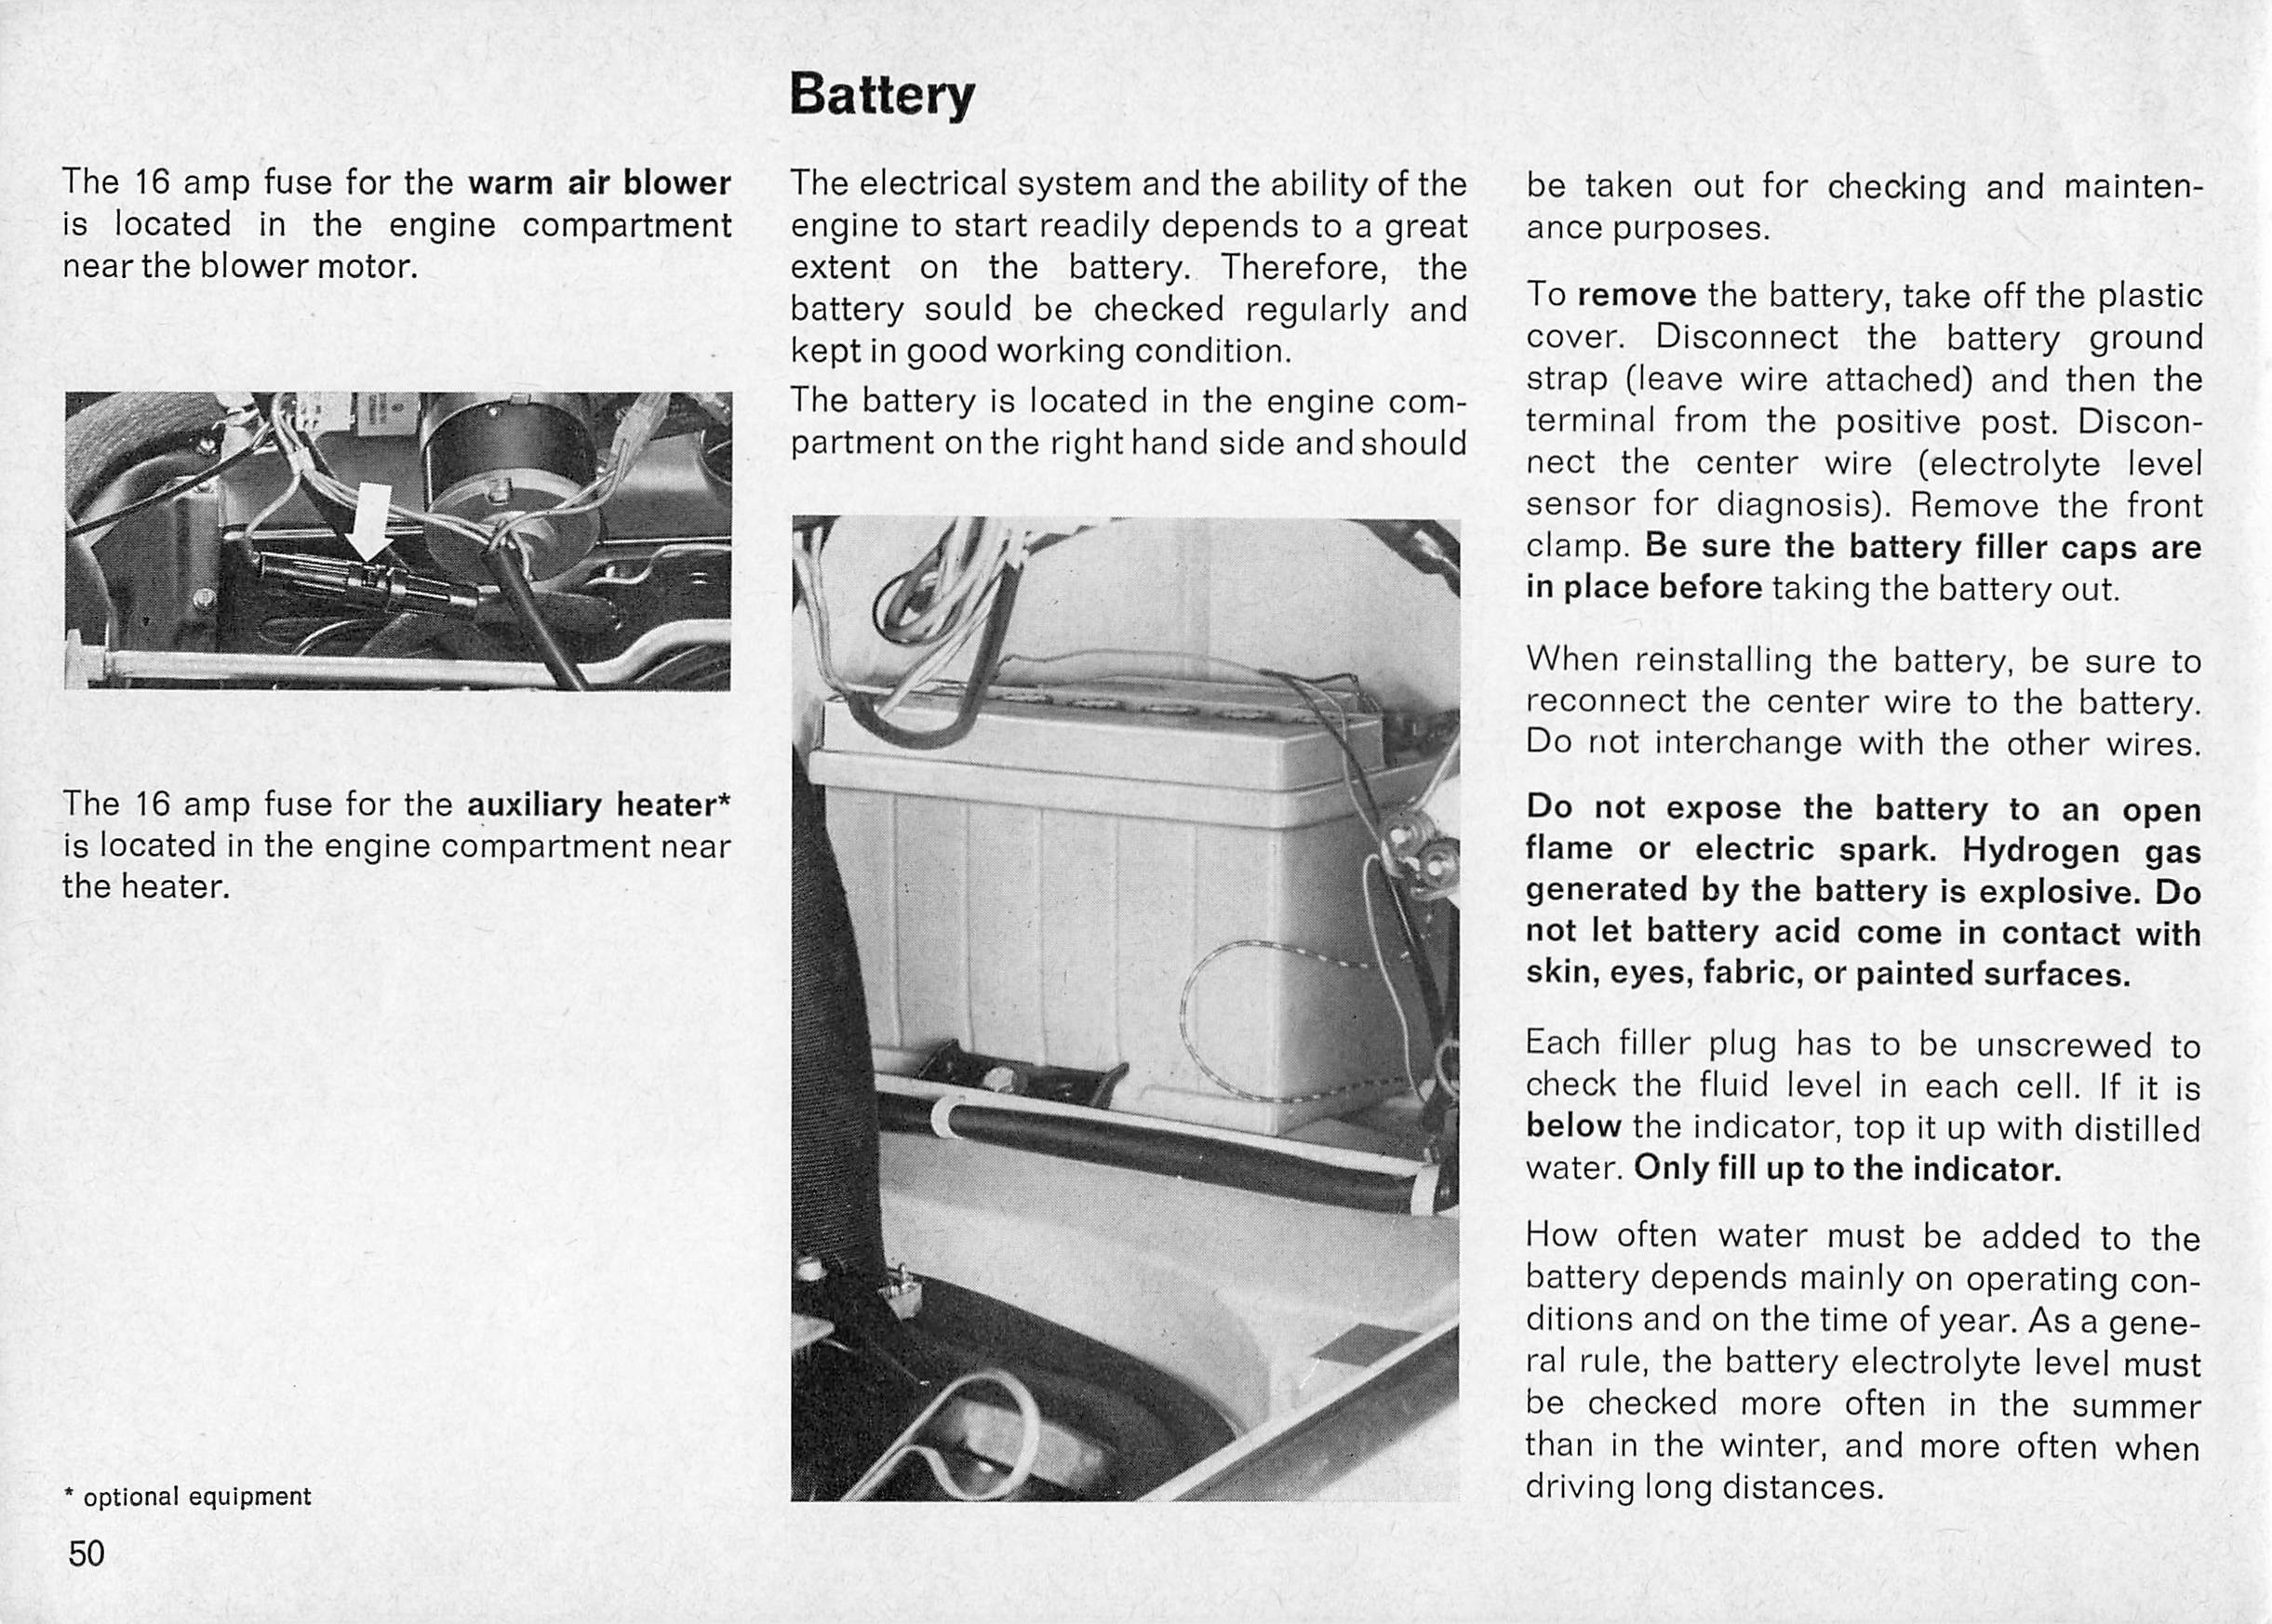 The 16 amp fuse for the warm air blower
is located in the engine compartment
near the blower motor.
The 16 amp fuse for the auxiliary heater*
is located in the engine compartment near
the heater.
* optional equipment
50
Battery
The electrical system and the ability of the
engine to start readily depends to a great
extent on the battery. Therefore, the
battery sould be checked regularly and
kept in good working condition.
The battery is located in the engine com-
partment on the right hand side and should
be taken out for checking and mainten-
ance purposes.
To remove the battery, take off the plastic
cover. Disconnect the battery ground
strap (leave wire attached) and then the
terminal from the positive post. Discon-
nect the center wire (electrolyte level
sensor for diagnosis). Remove the front
clamp. Be sure the battery filler caps are
in place before taking the battery out.
When reinstalling the battery, be sure to
reconnect the center wire to the battery.
Do not interchange with the other wires.
Do not expose the battery to an open
flame or electric spark. Hydrogen gas
generated by the battery is explosive. Do
not let battery acid come in contact with
skin, eyes, fabric, or painted surfaces.
Each filler plug has to be unscrewed to
check the fluid level in each cell. If it is
below the indicator, top it up with distilled
water. Only fill up to the indicator.
How often water must be added to the
battery depends mainly on operating con-
ditions and on the time of year. As a gene-
ral rule, the battery electrolyte level must
be checked more often in the summer
than in the winter, and more often when
driving long distances.